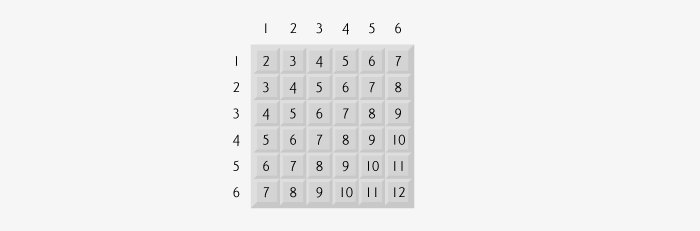 1 2 3 4 5 6
1 2 3 4 5 6 7
2 3 4 5 6 7 8
3 4 5 6 7 8 9
4 5 6 7 8 9 10
5 6 7 8 9 10 11
6 7 8 9 10 11 12